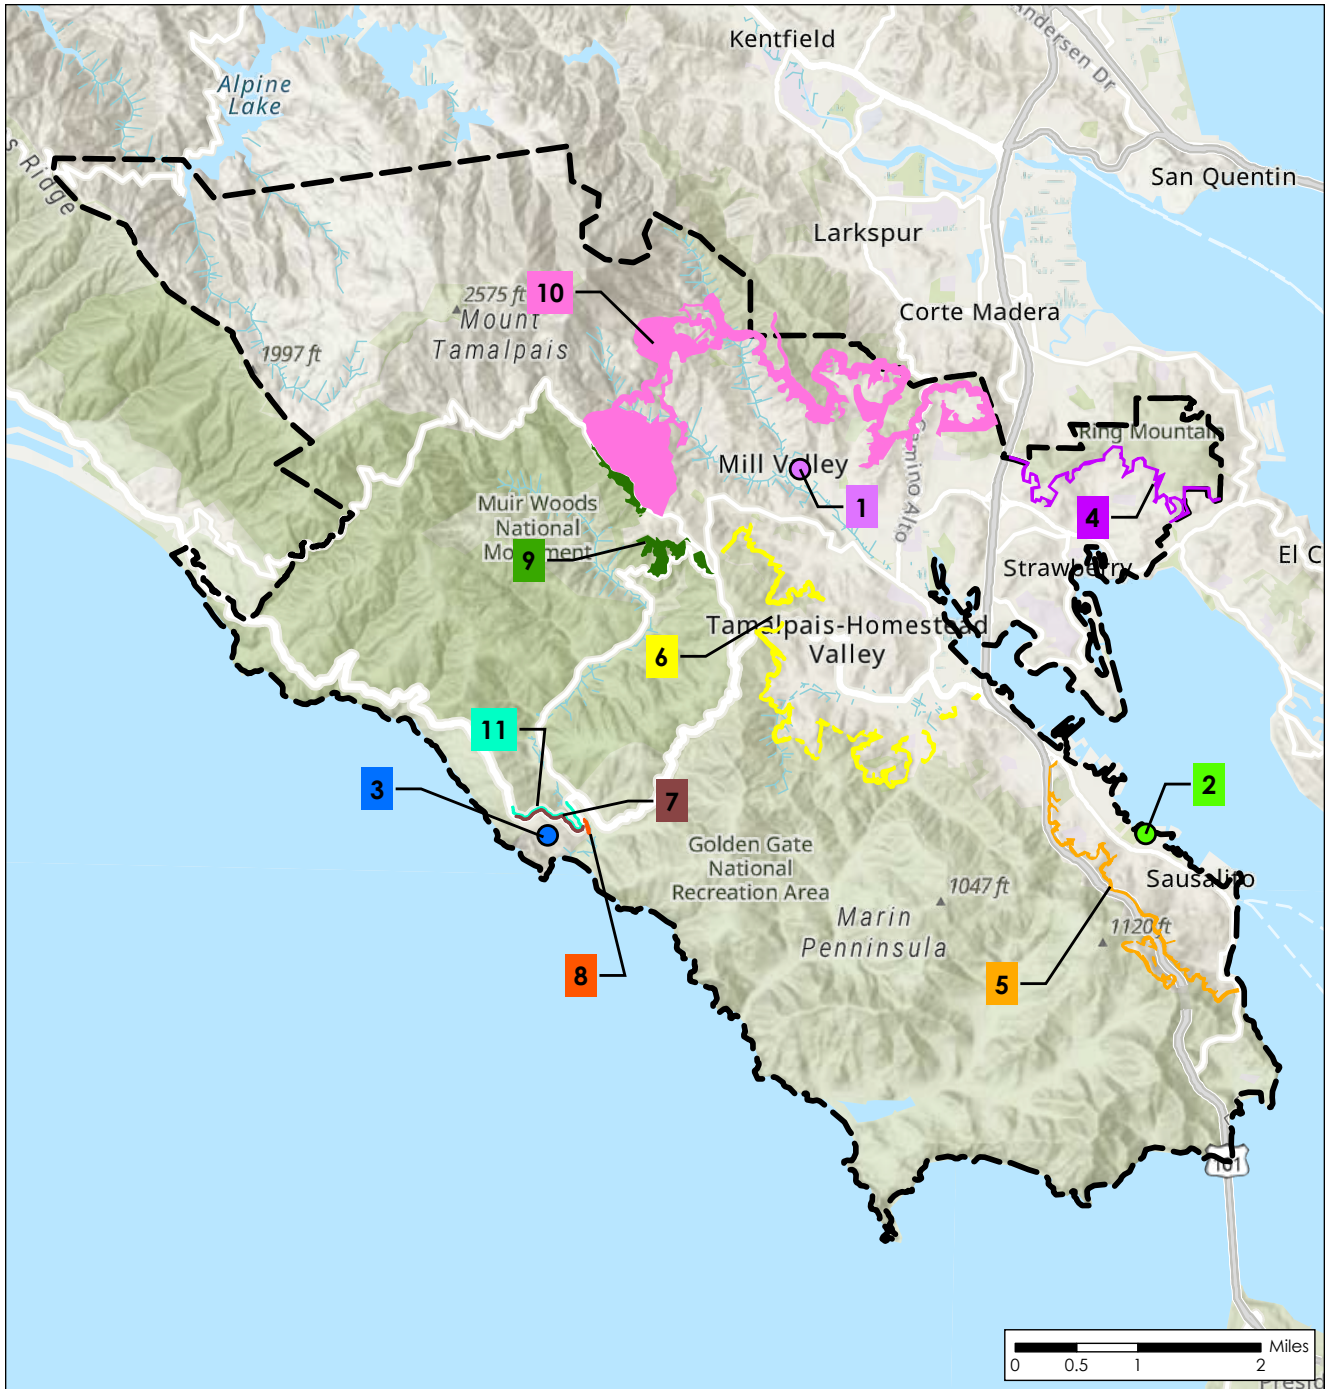 Kentfield
Andersen Dr
Alpine
Lake
s Ridge
San Quentin
Larkspur
10
2575 ft
Mount
Tamalpais
Corte Madera
1997 ft
Ring Mountain
Mill Valley
Camino Alto
1
4
Muir Woods
National
Monument
9
El C
Strawberry
Tamalpais-Homestead
Valley
6
11
3
7
2
Golden Gate
National
Recreation Area
1047 ft
Sausalito
Marin
Penninsula
1120 ft
8
5
101
Miles
0 0.5 1 2
Presid